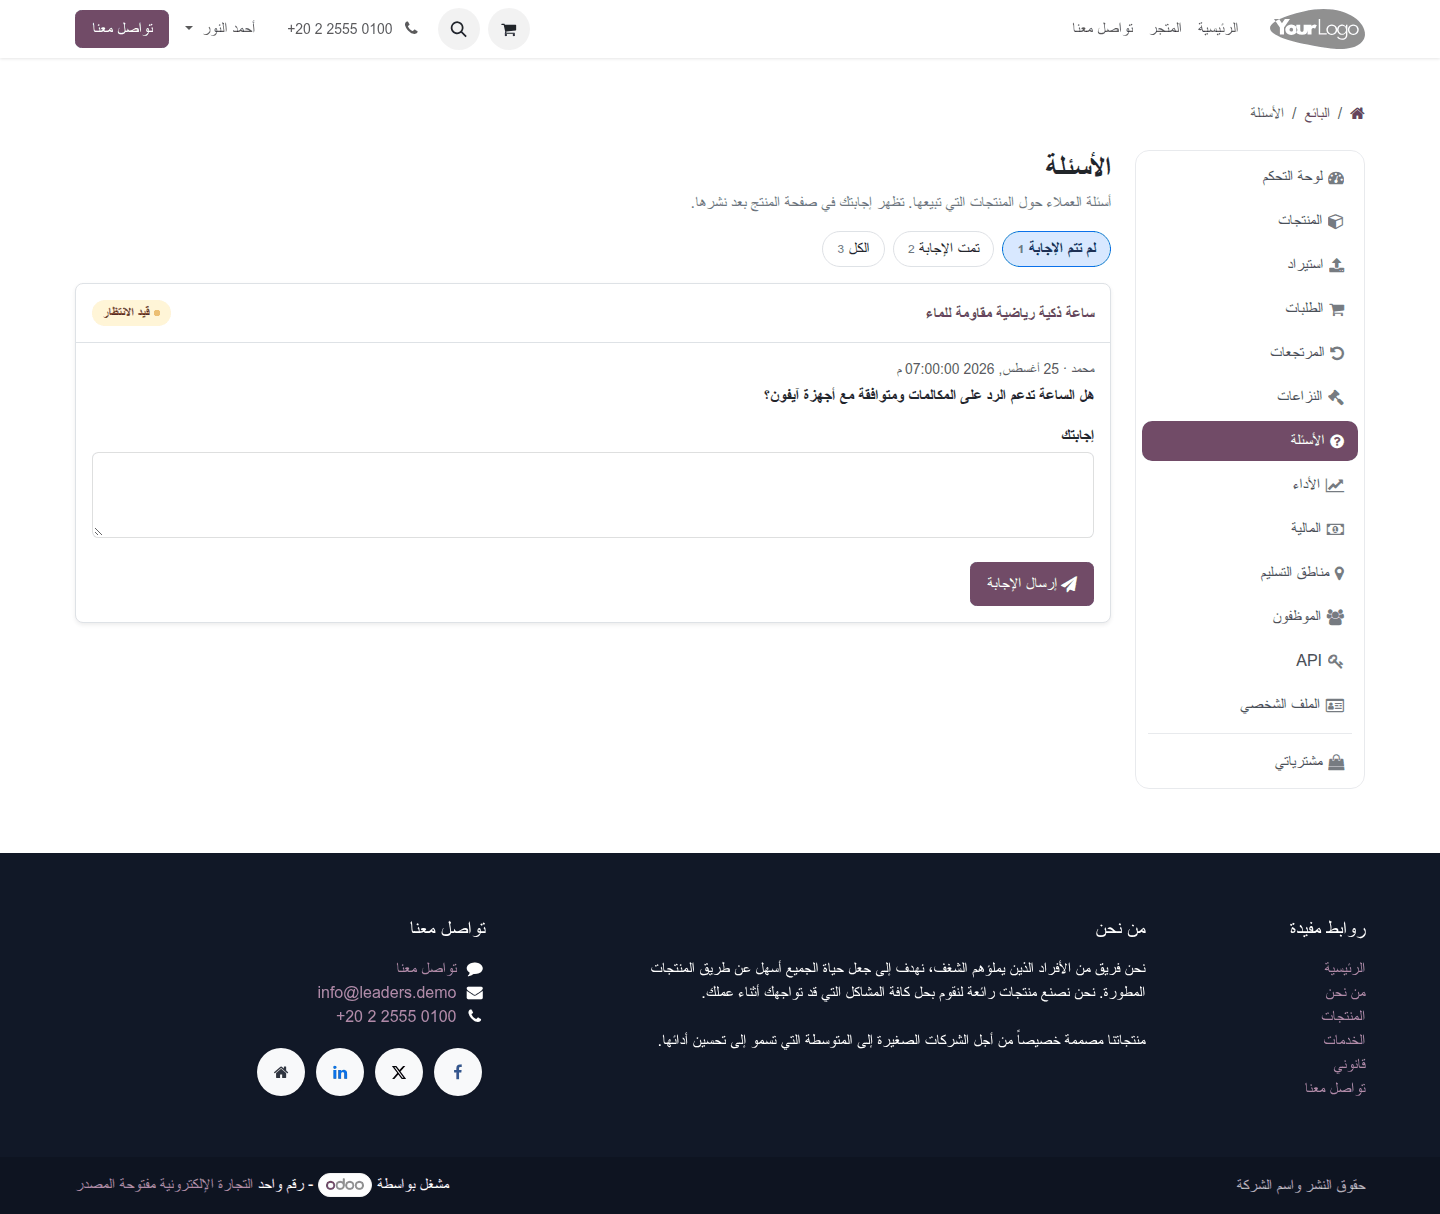 YourLogo
الرئيسية
المتجر
تواصل معنا
+20 2 2555 0100
أحمد النور
تواصل معنا
/ البائع / الأسئلة
لوحة التحكم
المنتجات
استيراد
الطلبات
المرتجعات
النزاعات
الأسئلة
الأداء
المالية
مناطق التسليم
الموظفون
API
الملف الشخصي
مشترياتي
الأسئلة
أسئلة العملاء حول المنتجات التي تبيعها. تظهر إجابتك في صفحة المنتج بعد نشرها.
لم تتم الإجابة 1
تمت الإجابة 2
الكل 3
ساعة ذكية رياضية مقاومة للماء
قيد الانتظار
محمد · 25 أغسطس, 2026 07:00:00 م
هل الساعة تدعم الرد على المكالمات ومتوافقة مع أجهزة آيفون؟
إجابتك
إرسال الإجابة
روابط مفيدة
الرئيسية
من نحن
المنتجات
الخدمات
قانوني
تواصل معنا
من نحن
نحن فريق من الأفراد الذين يملؤهم الشغف، نهدف إلى جعل حياة الجميع أسهل عن طريق المنتجات
المطورة. نحن نصنع منتجات رائعة لنقوم بحل كافة المشاكل التي قد تواجهك أثناء عملك.
منتجاتنا مصممة خصيصاً من أجل الشركات الصغيرة إلى المتوسطة التي تسمو إلى تحسين أدائها.
تواصل معنا
تواصل معنا
info@leaders.demo
+20 2 2555 0100
حقوق النشر واسم الشركة
مشغل بواسطة odoo - رقم واحد التجارة الإلكترونية مفتوحة المصدر